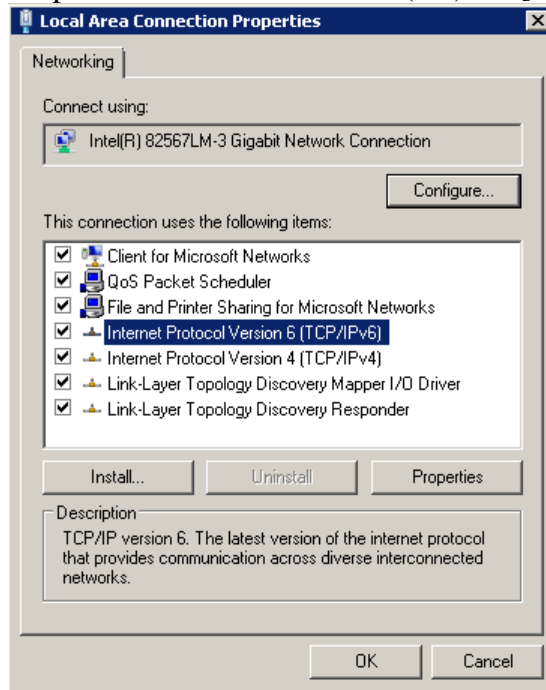 Local Area Connection Properties
Networking
Connect using:
Intel(R) 82567LM-3 Gigabit Network Connection
Configure...
This connection uses the following items:
Client for Microsoft Networks
QoS Packet Scheduler
File and Printer Sharing for Microsoft Networks
Internet Protocol Version 6 (TCP/IPv6)
Internet Protocol Version 4 (TCP/IPv4)
Link-Layer Topology Discovery Mapper I/O Driver
Link-Layer Topology Discovery Responder
Install...
Uninstall
Properties
Description
TCP/IP version 6. The latest version of the internet protocol
that provides communication across diverse interconnected
networks.
OK
Cancel